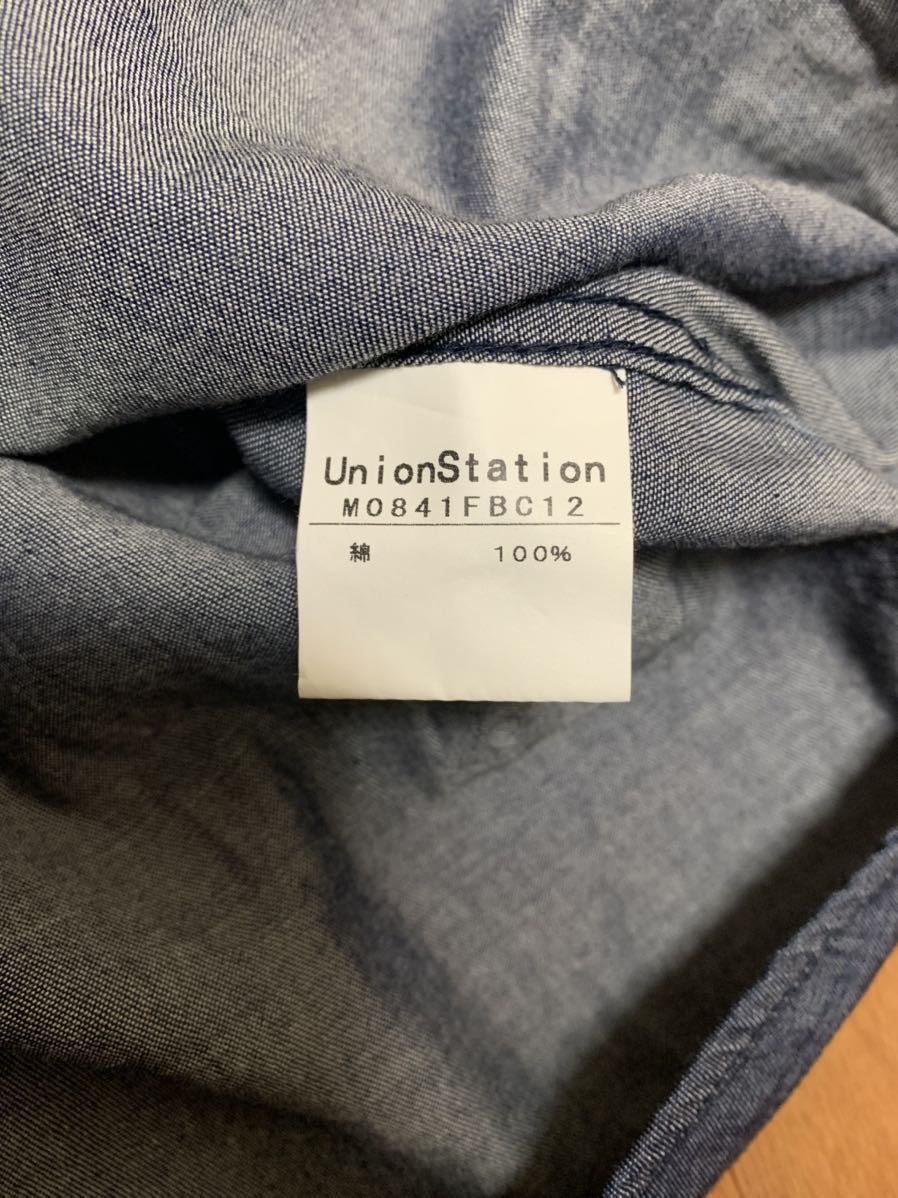 UnionStation
M0841FBC12
綿 100%